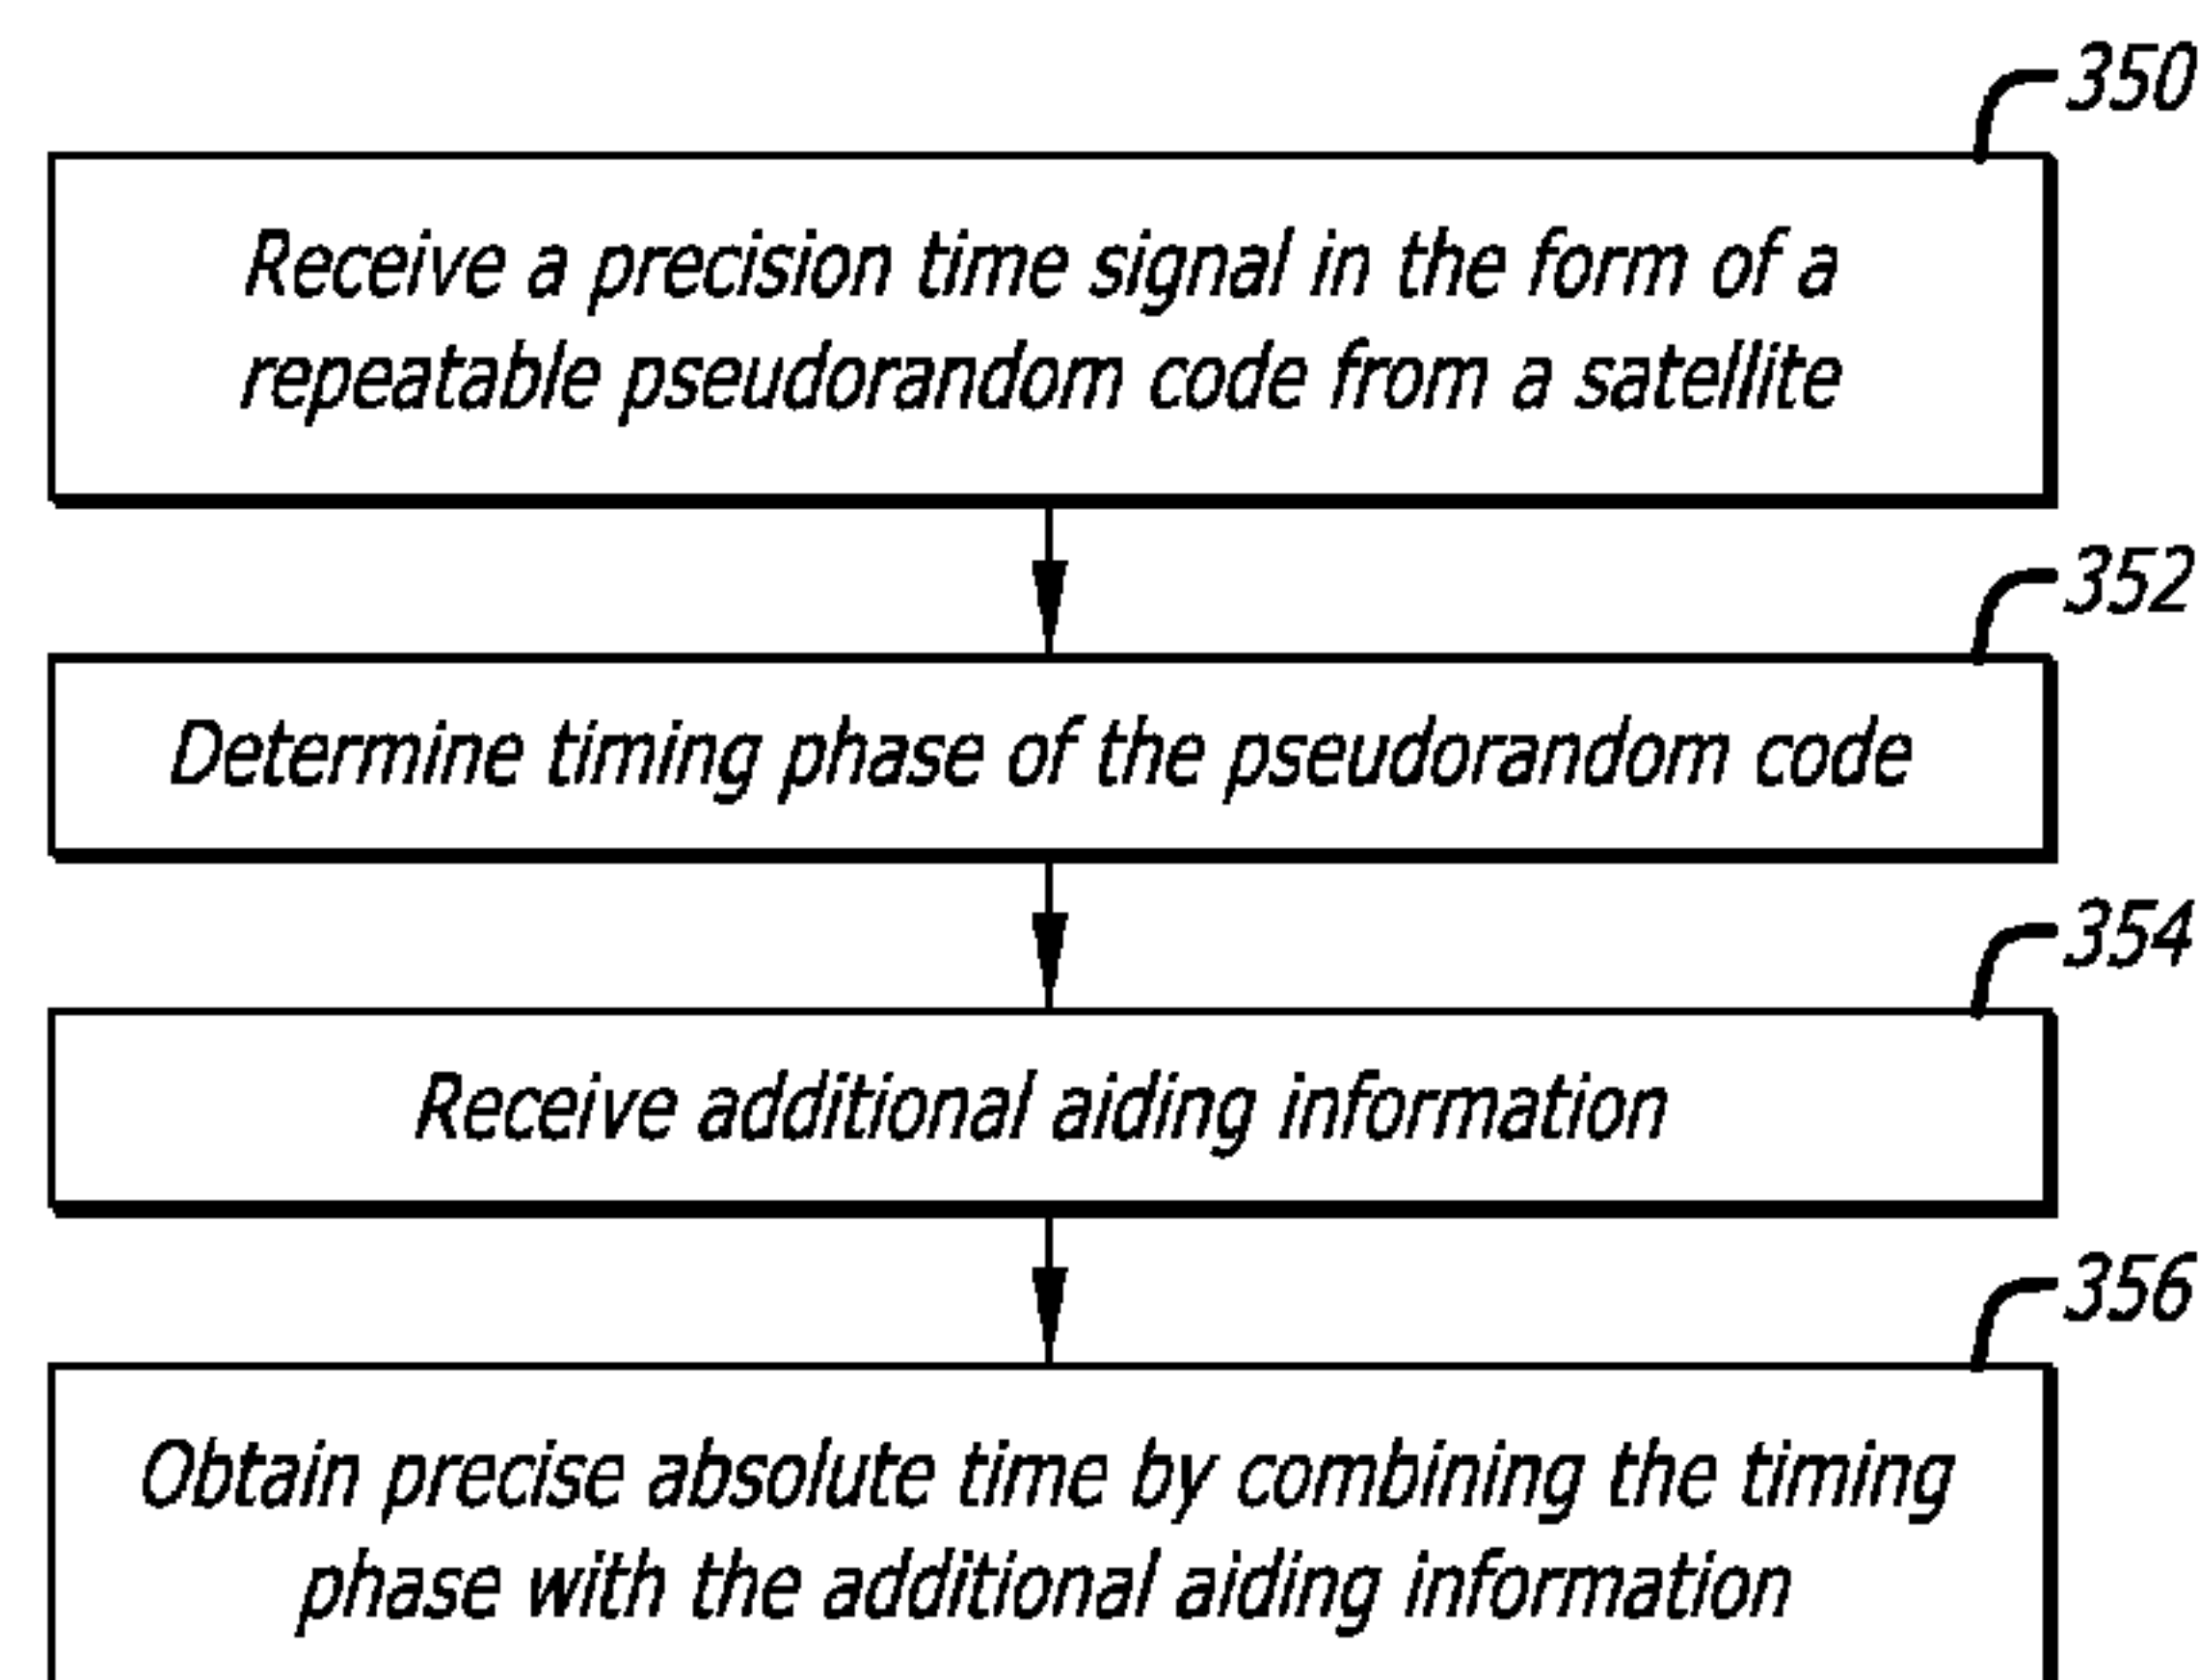 350
Receive a precision time signal in the form of a
repeatable pseudorandom code from a satellite
352
Determine timing phase of the pseudorandom code
354
Receive additional aiding information
356
Obtain precise absolute time by combining the timing
phase with the additional aiding information